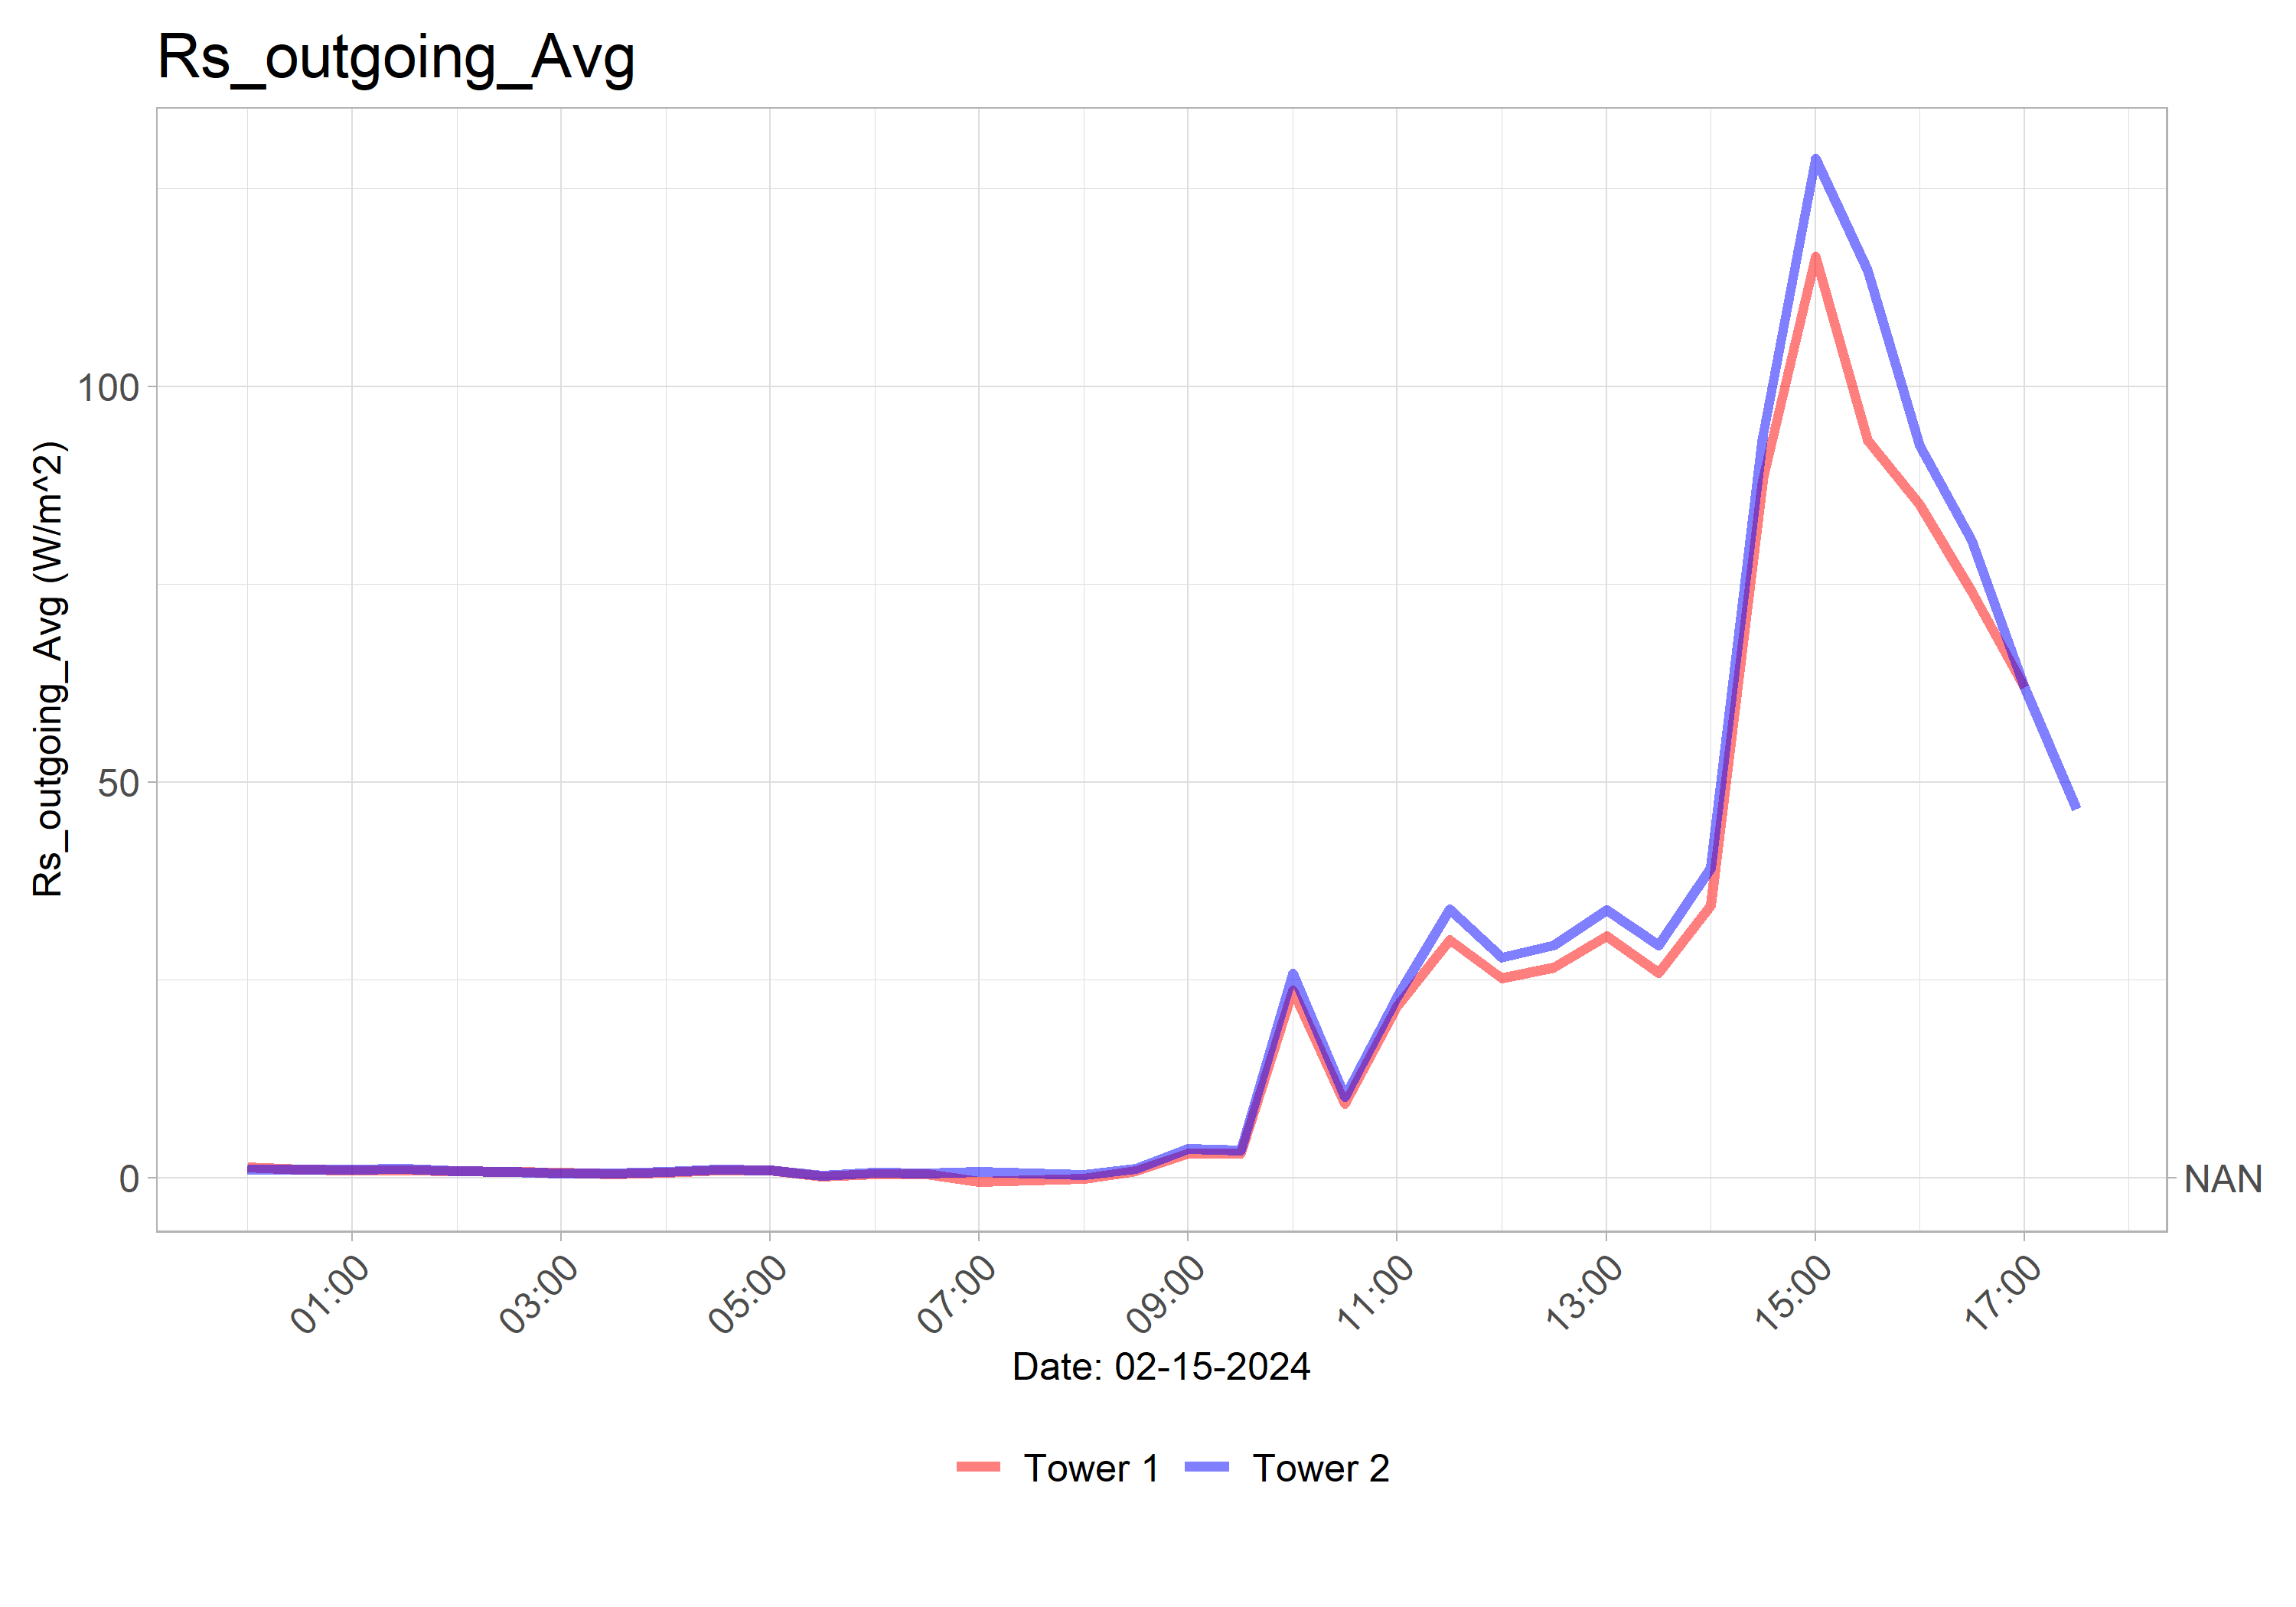 Rs_outgoing_Avg
Rs_outgoing_Avg (W/m^2)
100
50
0
NAN
01:00
03:00
05:00
07:00
09:00
11:00
13:00
15:00
17:00
Date: 02-15-2024
Tower 1
Tower 2